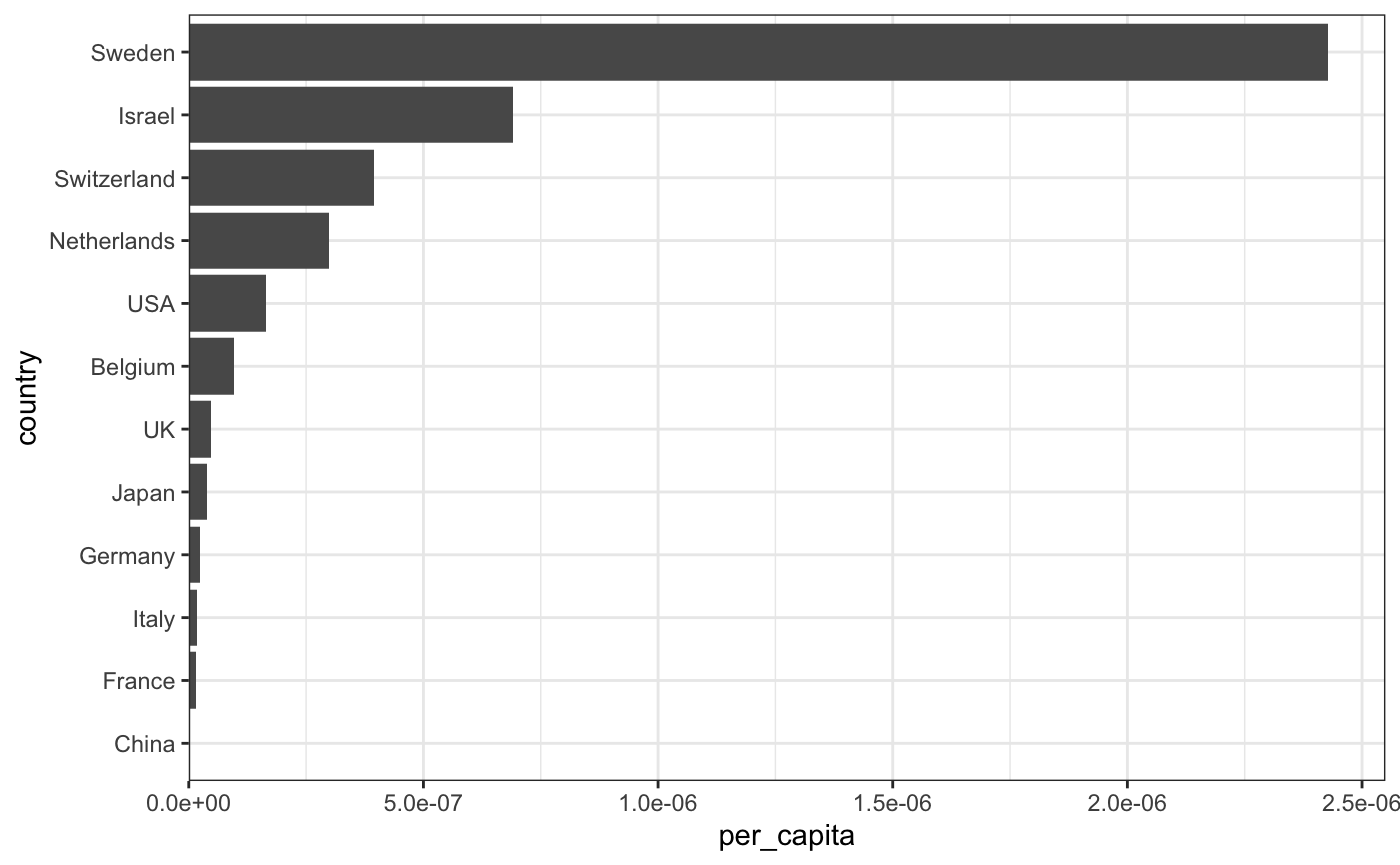 Sweden
Israel
Switzerland
Netherlands
USA
Belgium
UK
Japan
Germany
Italy
France
China
country
0.0e+00 5.0e-07 1.0e-06 1.5e-06 2.0e-06 2.5e-06
per_capita